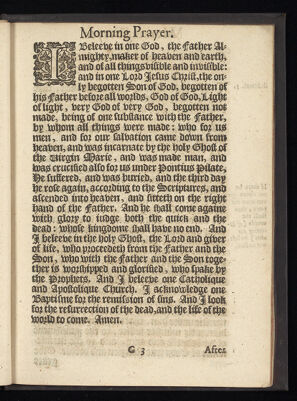 Morning Prayer.
I Beleeve in one God, the Father Al-
mighty, maker of heaven and earth,
and of all things visible and invisible:
and in one Lord Jesus Christ, the on-
ly begotten Son of God, begotten of
his Father before all worlds, God of God, Light
of light, very God of very God, begotten not
made, being of one substance with the Father,
by whom all things were made: who for us
men, and for our salvation came down from
heaven, and was incarnate by the holy Ghost of
the Virgin Marie, and was made man, and
was crucified also for us under Pontius Pilate.
He suffered, and was buried, and the third day
he rose again, according to the Scriptures, and
ascended into heaven, and sitteth on the right
hand of the Father. And he shall come againe
with glory to iudge both the quick and the
dead: whose kingdome shall have no end. And
J beleeve in the holy Ghost, the Lord and giver
of life, who proceedeth from the Father and the
Son, who with the Father and the Son toge-
ther is worshipped and glorified, who spake by
the Prophets. And J beleeve one Catholique
and Apostolique Church. J acknowledge one
Baptisme for the remission of sins. And J look
for the resurrection of the dead, and the life of the
world to come. Amen.
G 3 After